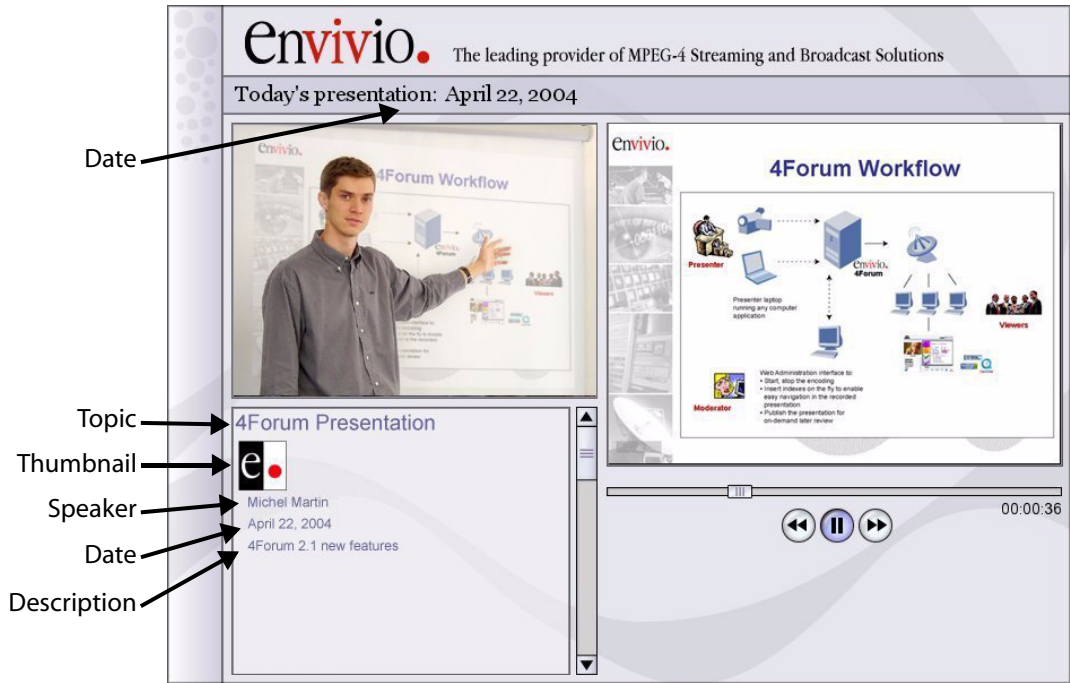 envivio.
The leading provider of MPEG-4 Streaming and Broadcast Solutions
Today's presentation: April 22, 2004
Date
envivio.
4Forum Workflow
envivio.
4Forum
Viewers
envivio.
4Forum Workflow
Presenter
envivio.
4Forum
Presenter laptop
running any computer
application
Viewers
Moderator
Web Administration interface to:
• Start, stop the encoding
• Insert indexes on the fly to enable
easy navigation in the recorded
presentation
• Publish the presentation for
on-demand later review
Topic
4Forum Presentation
Thumbnail
e.
Speaker
Michel Martin
Date
April 22, 2004
Description
4Forum 2.1 new features
00:00:36